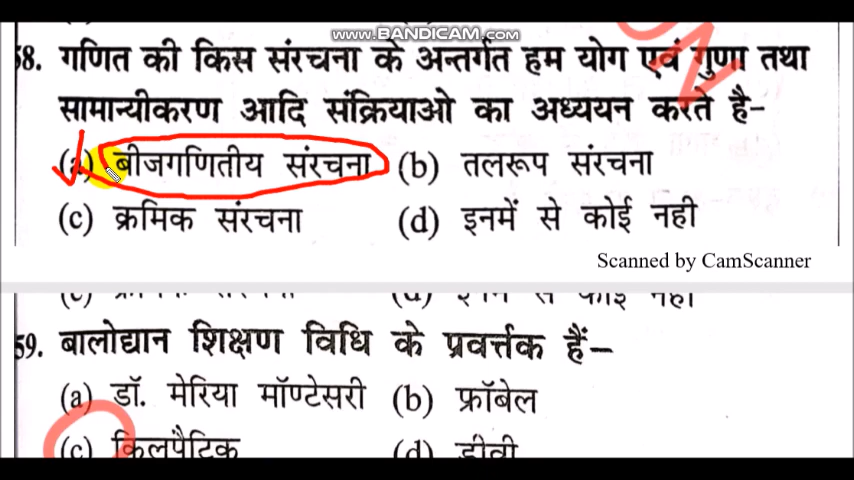 www.BANDICAM.com
58. गणित की किस संरचना के अन्तर्गत हम योग एवं गुणा तथा
सामान्यीकरण आदि संक्रियाओ का अध्ययन करते है-
(a) बीजगणितीय संरचना (b) तलरूप संरचना
(c) क्रमिक संरचना (d) इनमें से कोई नही
Scanned by CamScanner
59. बालोद्यान शिक्षण विधि के प्रवर्त्तक हैं–
(a) डॉ. मेरिया मॉण्टेसरी (b) फ्रॉबेल
(c) किलपैटिक (d) डीवी